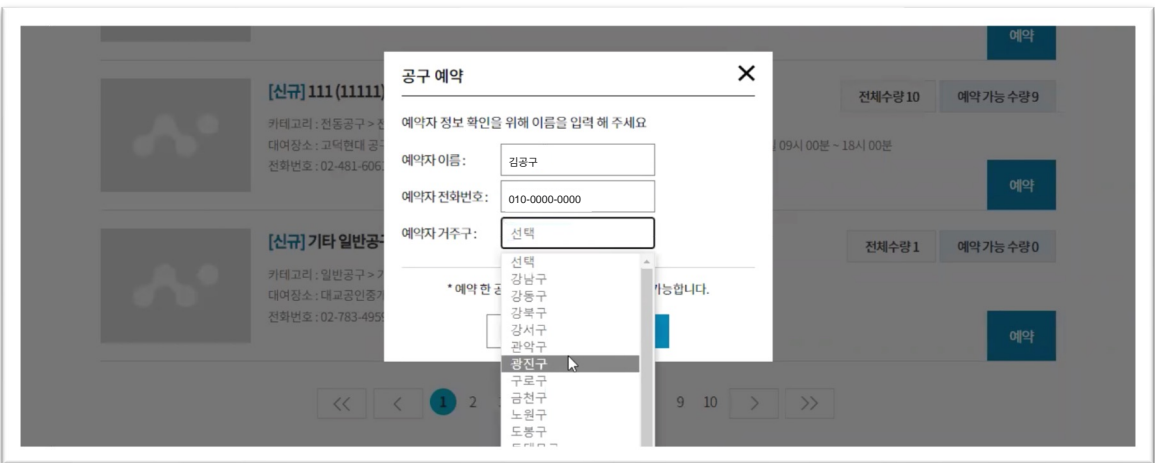 예약
공구 예약
[신규] 111 (11111)
전체수량 10 예약 가능 수량 9
카테고리 : 전동공구 >
대여장소 : 고덕현대 공
09시 00분 ~ 18시 00분
전화번호 : 02-481-606
예약
예약자 정보 확인을 위해 이름을 입력 해 주세요
예약자 이름 : 김공구
예약자 전화번호 : 010-0000-0000
예약자 거주구 : 선택
선택
강남구
강동구
강북구
강서구
관악구
광진구
구로구
금천구
노원구
도봉구
* 예약 한 공
가능합니다.
[신규] 기타 일반공구
전체수량 1 예약 가능 수량 0
카테고리 : 일반공구 >
대여장소 : 대교공인중개
전화번호 : 02-783-495
예약
<< < 1 2 9 10 > >>